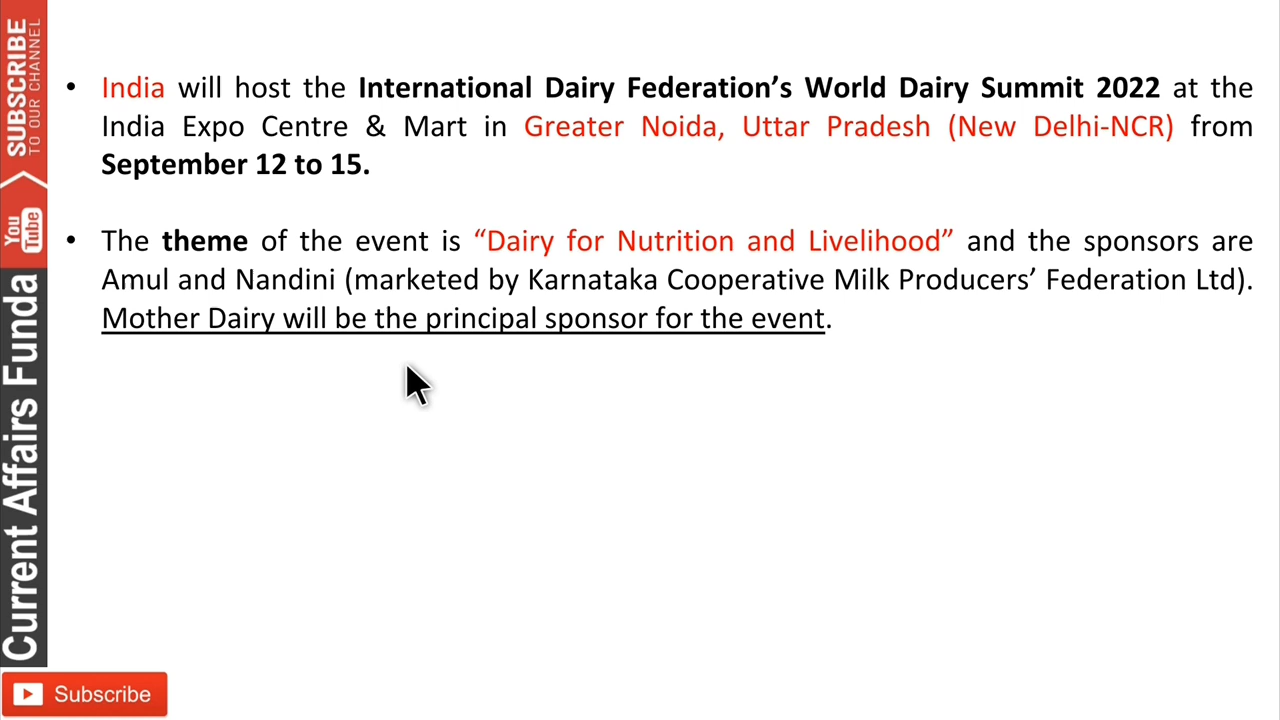 SUBSCRIBE
TO OUR CHANNEL
You Tube
Current Affairs Funda
• India will host the International Dairy Federation’s World Dairy Summit 2022 at the
India Expo Centre & Mart in Greater Noida, Uttar Pradesh (New Delhi-NCR) from
September 12 to 15.
• The theme of the event is “Dairy for Nutrition and Livelihood” and the sponsors are
Amul and Nandini (marketed by Karnataka Cooperative Milk Producers’ Federation Ltd).
Mother Dairy will be the principal sponsor for the event.
Subscribe